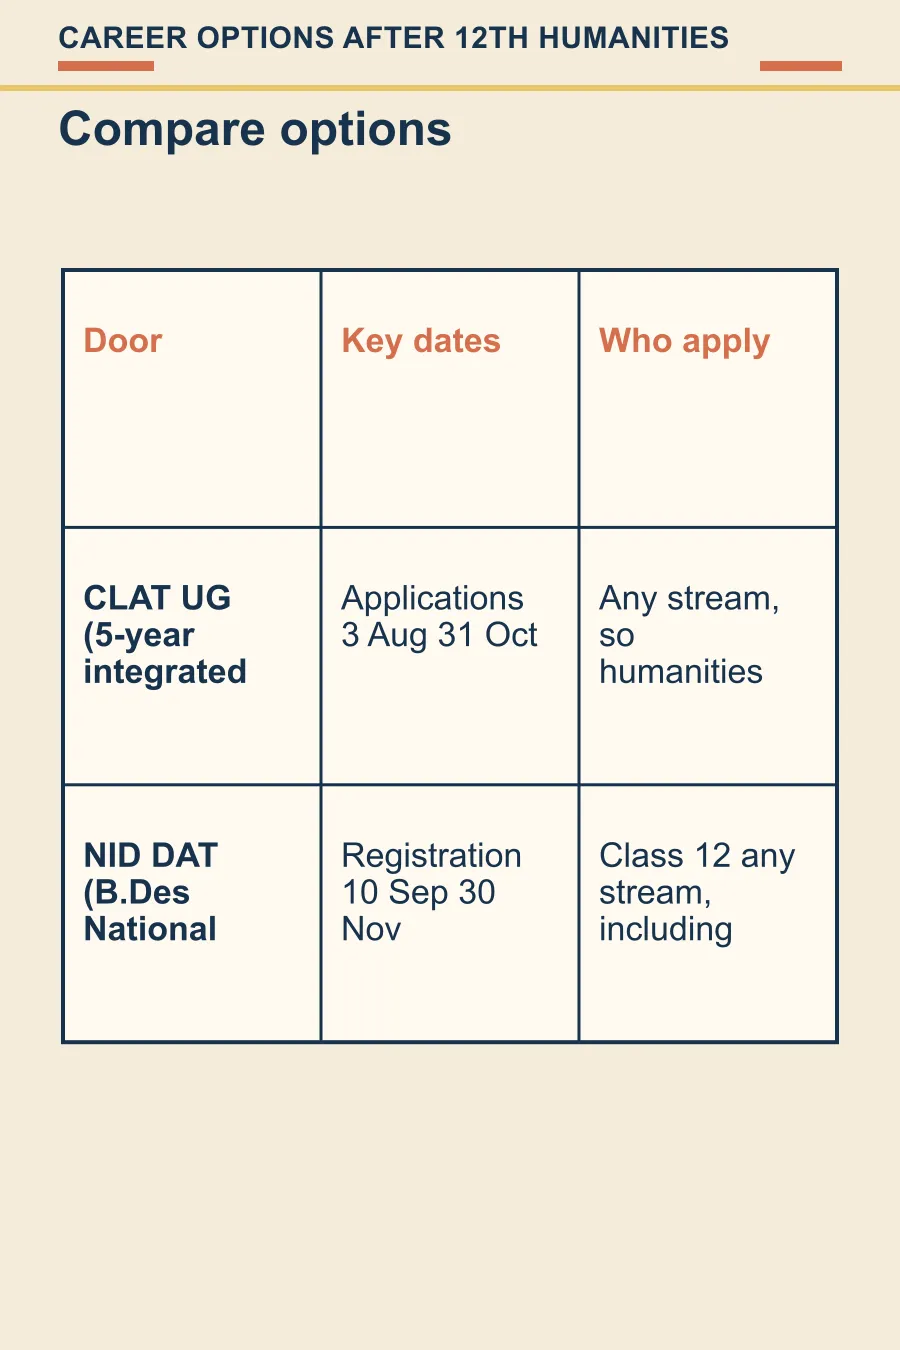 CAREER OPTIONS AFTER 12TH HUMANITIES
Compare options
Door
Key dates
Who apply
CLAT UG
(5-year
integrated
Applications
3 Aug 31 Oct
Any stream,
so
humanities
NID DAT
(B.Des
National
Registration
10 Sep 30
Nov
Class 12 any
stream,
including